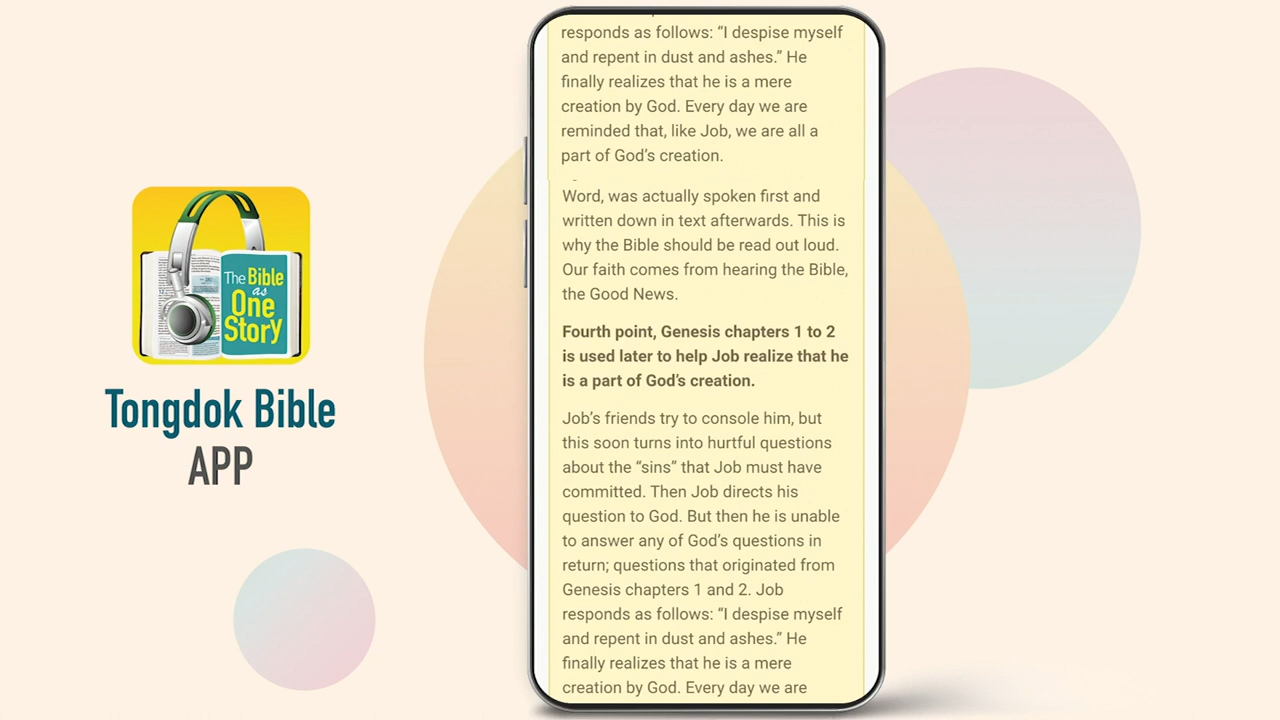 The Bible
as
One
Story
Tongdok Bible
APP
responds as follows: “I despise myself
and repent in dust and ashes.” He
finally realizes that he is a mere
creation by God. Every day we are
reminded that, like Job, we are all a
part of God’s creation.
Word, was actually spoken first and
written down in text afterwards. This is
why the Bible should be read out loud.
Our faith comes from hearing the Bible,
the Good News.
Fourth point, Genesis chapters 1 to 2
is used later to help Job realize that he
is a part of God’s creation.
Job’s friends try to console him, but
this soon turns into hurtful questions
about the “sins” that Job must have
committed. Then Job directs his
question to God. But then he is unable
to answer any of God’s questions in
return; questions that originated from
Genesis chapters 1 and 2. Job
responds as follows: “I despise myself
and repent in dust and ashes.” He
finally realizes that he is a mere
creation by God. Every day we are